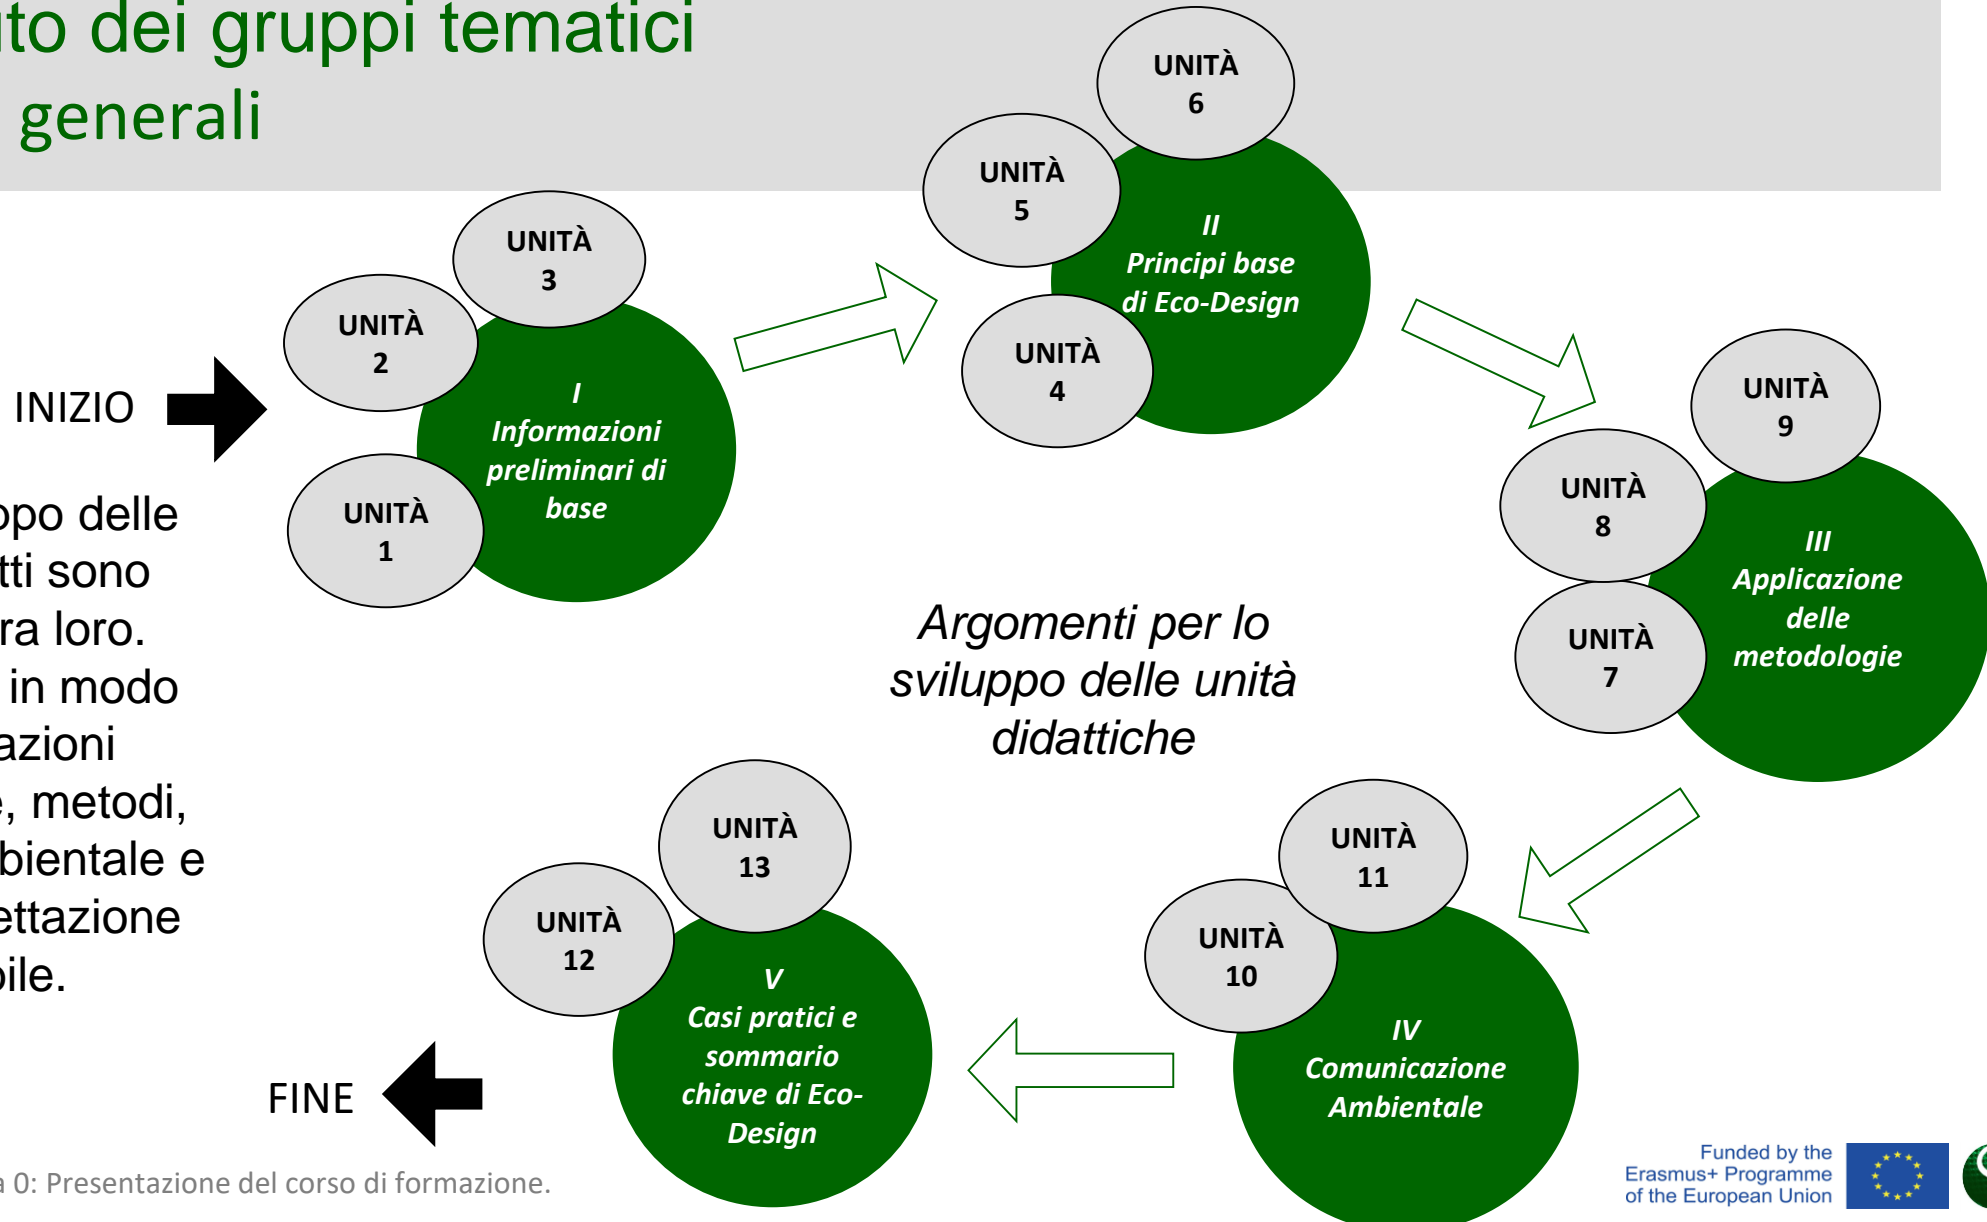 to dei gruppi tematici
generali
UNITÀ
6
UNITÀ
5
II
Principi base
di Eco-Design
UNITÀ
4
UNITÀ
3
UNITÀ
2
I
Informazioni
preliminari di
base
UNITÀ
1
INIZIO
UNITÀ
9
UNITÀ
8
III
Applicazione
delle
metodologie
UNITÀ
7
opo delle
tti sono
ra loro.
in modo
azioni
e, metodi,
bientale e
ettazione
bile.
Argomenti per lo
sviluppo delle unità
didattiche
UNITÀ
11
UNITÀ
10
IV
Comunicazione
Ambientale
UNITÀ
13
UNITÀ
12
V
Casi pratici e
sommario
chiave di Eco-
Design
FINE
a 0: Presentazione del corso di formazione.
Funded by the
Erasmus+ Programme
of the European Union